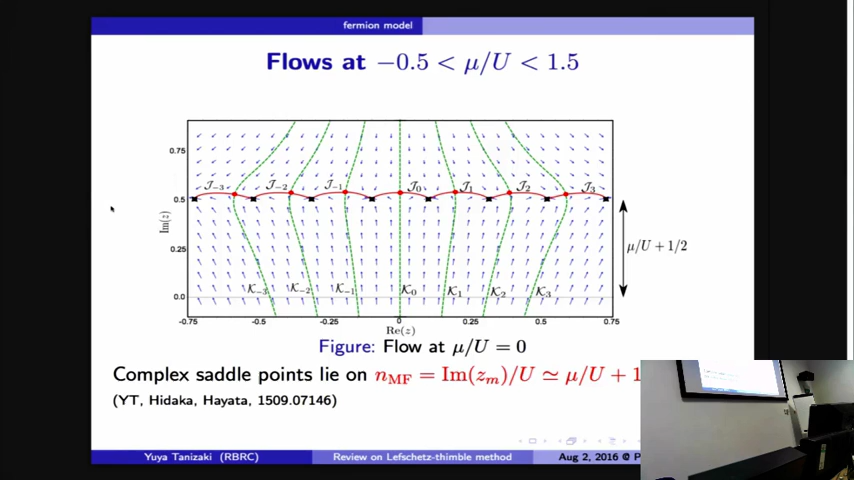 fermion model
Flows at −0.5 < μ/U < 1.5
0.75
0.5
0.25
0.0
Im(z)
J₋₃ J₋₂ J₋₁ J₀ J₁ J₂ J₃
K₋₃ K₋₂ K₋₁ K₀ K₁ K₂ K₃
μ/U + 1/2
-0.75 -0.5 -0.25 0 0.25 0.5 0.75
Re(z)
Figure: Flow at μ/U = 0
Complex saddle points lie on n_MF = Im(z_m)/U ≃ μ/U + 1
(YT, Hidaka, Hayata, 1509.07146)
Yuya Tanizaki (RBRC) Review on Lefschetz-thimble method Aug 2, 2016 @ P